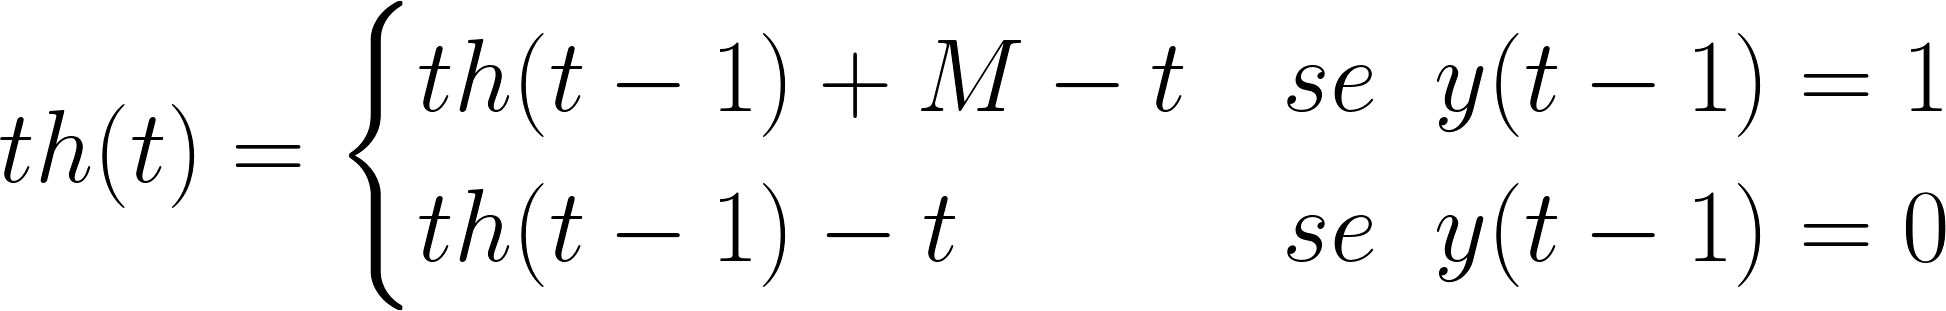 th(t) = { th(t − 1) + M − t se y(t − 1) = 1
th(t − 1) − t se y(t − 1) = 0